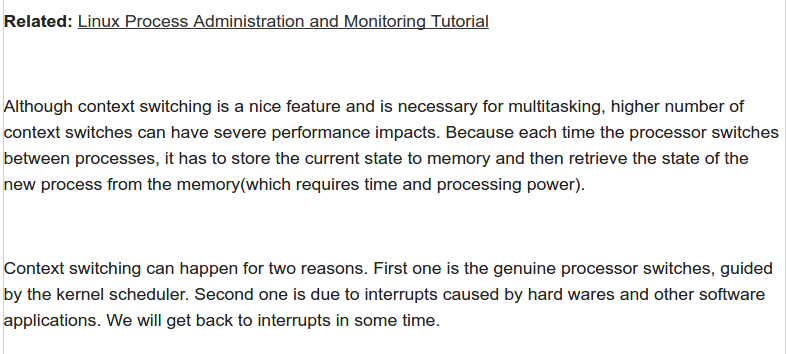 Related: Linux Process Administration and Monitoring Tutorial
Although context switching is a nice feature and is necessary for multitasking, higher number of
context switches can have severe performance impacts. Because each time the processor switches
between processes, it has to store the current state to memory and then retrieve the state of the
new process from the memory(which requires time and processing power).
Context switching can happen for two reasons. First one is the genuine processor switches, guided
by the kernel scheduler. Second one is due to interrupts caused by hard wares and other software
applications. We will get back to interrupts in some time.